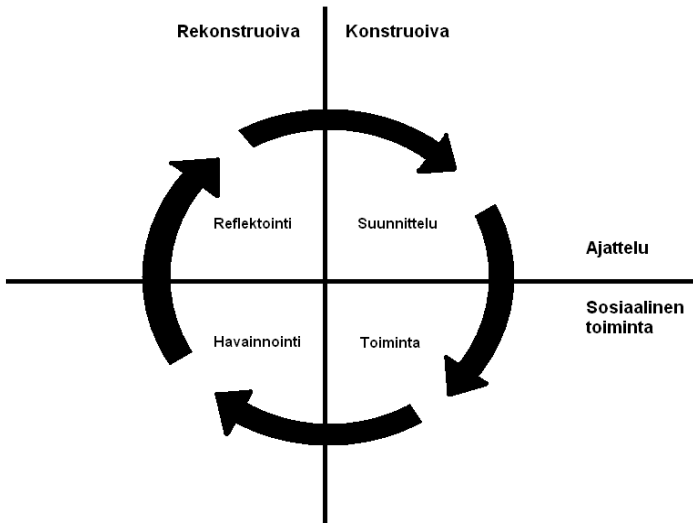 Rekonstruoiva
Konstruoiva
Reflektointi
Suunnittelu
Ajattelu
Sosiaalinen
toiminta
Havainnointi
Toiminta